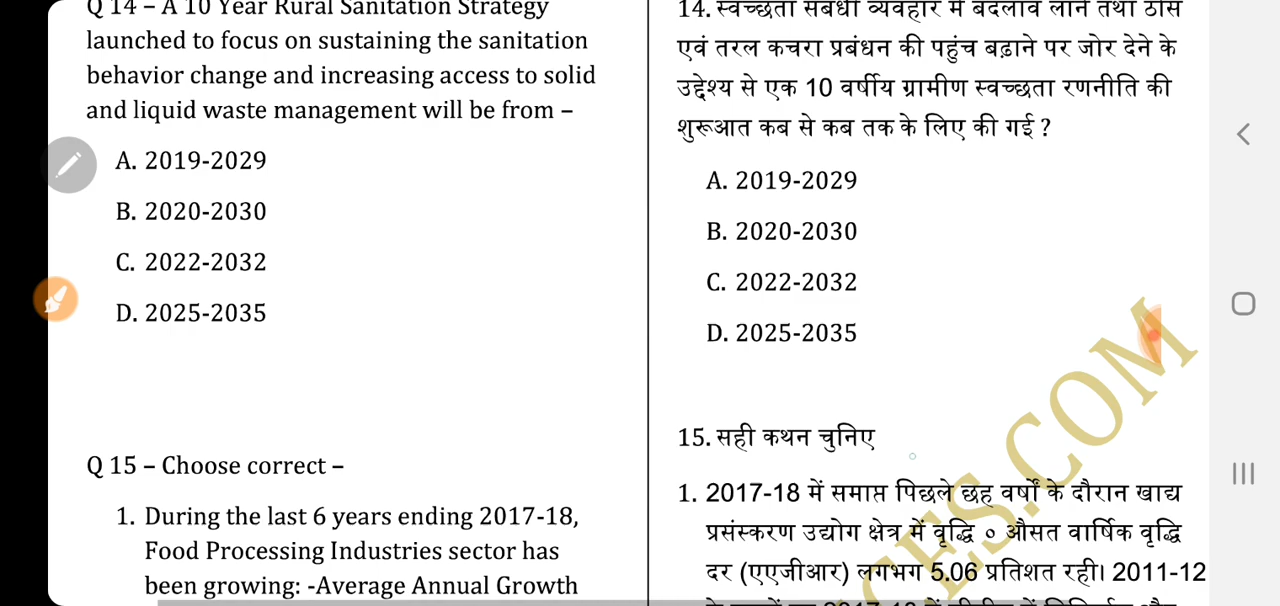 Q 14 – A 10 Year Rural Sanitation Strategy
launched to focus on sustaining the sanitation
behavior change and increasing access to solid
and liquid waste management will be from –
A. 2019-2029
B. 2020-2030
C. 2022-2032
D. 2025-2035
Q 15 – Choose correct –
1. During the last 6 years ending 2017-18,
Food Processing Industries sector has
been growing: -Average Annual Growth
14. स्वच्छता संबंधी व्यवहार में बदलाव लाने तथा ठोस
एवं तरल कचरा प्रबंधन की पहुंच बढ़ाने पर जोर देने के
उद्देश्य से एक 10 वर्षीय ग्रामीण स्वच्छता रणनीति की
शुरूआत कब से कब तक के लिए की गई ?
A. 2019-2029
B. 2020-2030
C. 2022-2032
D. 2025-2035
15. सही कथन चुनिए
1. 2017-18 में समाप्त पिछले छह वर्षों के दौरान खाद्य
प्रसंस्करण उद्योग क्षेत्र में वृद्धि ० औसत वार्षिक वृद्धि
दर (एएजीआर) लगभग 5.06 प्रतिशत रही। 2011-12
CES.COM